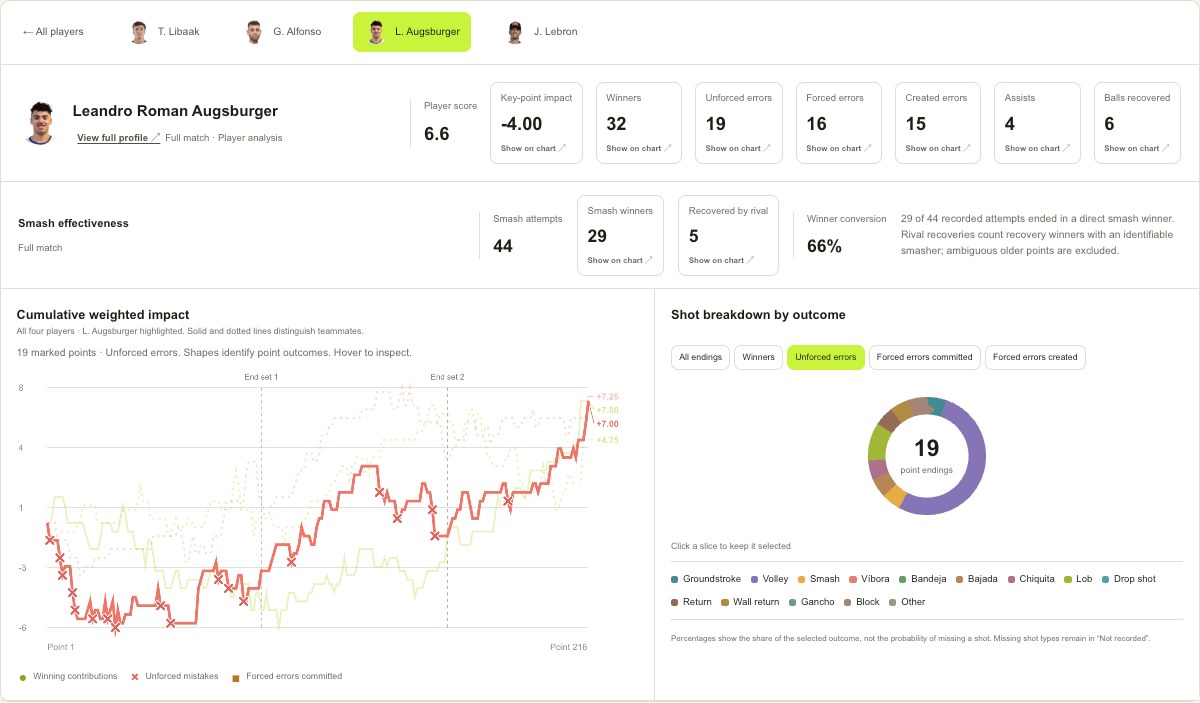 ← All players
T. Libaak
G. Alfonso
L. Augsburger
J. Lebron
Leandro Roman Augsburger
View full profile ↗ Full match · Player analysis
Player score
6.6
Key-point impact
-4.00
Show on chart ↗
Winners
32
Show on chart ↗
Unforced errors
19
Show on chart ↗
Forced errors
16
Show on chart ↗
Created errors
15
Show on chart ↗
Assists
4
Show on chart ↗
Balls recovered
6
Show on chart ↗
Smash effectiveness
Full match
Smash attempts
44
Smash winners
29
Show on chart ↗
Recovered by rival
5
Show on chart ↗
Winner conversion
66%
29 of 44 recorded attempts ended in a direct smash winner.
Rival recoveries count recovery winners with an identifiable
smasher; ambiguous older points are excluded.
Cumulative weighted impact
All four players · L. Augsburger highlighted. Solid and dotted lines distinguish teammates.
19 marked points · Unforced errors. Shapes identify point outcomes. Hover to inspect.
End set 1
End set 2
8
4
1
-3
-6
+7.25
+7.00
+7.00
+4.75
Point 1
Point 216
Winning contributions
Unforced mistakes
Forced errors committed
Shot breakdown by outcome
All endings
Winners
Unforced errors
Forced errors committed
Forced errors created
19
point endings
Click a slice to keep it selected
Groundstroke
Volley
Smash
Víbora
Bandeja
Bajada
Chiquita
Lob
Drop shot
Return
Wall return
Gancho
Block
Other
Percentages show the share of the selected outcome, not the probability of missing a shot. Missing shot types remain in “Not recorded”.